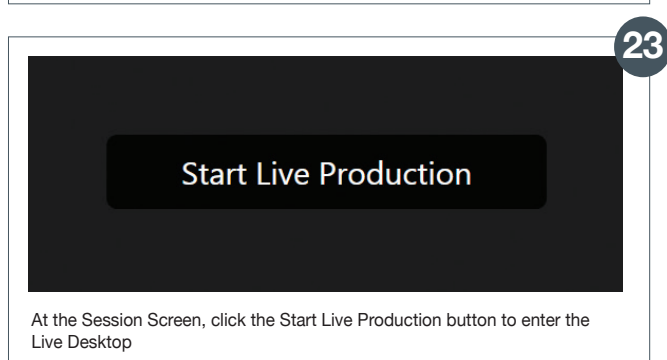 23
Start Live Production
At the Session Screen, click the Start Live Production button to enter the
Live Desktop